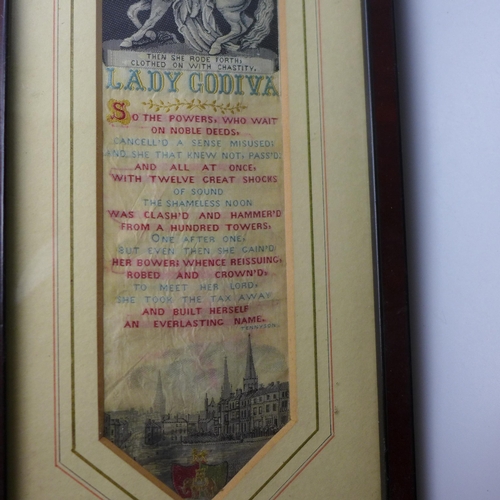 THEN SHE RODE FORTH,
CLOTHED ON WITH CHASTITY.
LADY GODIVA
SO THE POWERS, WHO WAIT
ON NOBLE DEEDS,
CANCELL'D A SENSE MISUSED;
AND SHE THAT KNEW NOT, PASS'D:
AND ALL AT ONCE,
WITH TWELVE GREAT SHOCKS
OF SOUND
THE SHAMELESS NOON
WAS CLASH'D AND HAMMER'D
FROM A HUNDRED TOWERS,
ONE AFTER ONE,
BUT EVEN THEN SHE GAIN'D
HER BOWER; WHENCE REISSUING,
ROBED AND CROWN'D,
TO MEET HER LORD,
SHE TOOK THE TAX AWAY
AND BUILT HERSELF
AN EVERLASTING NAME.
TENNYSON.